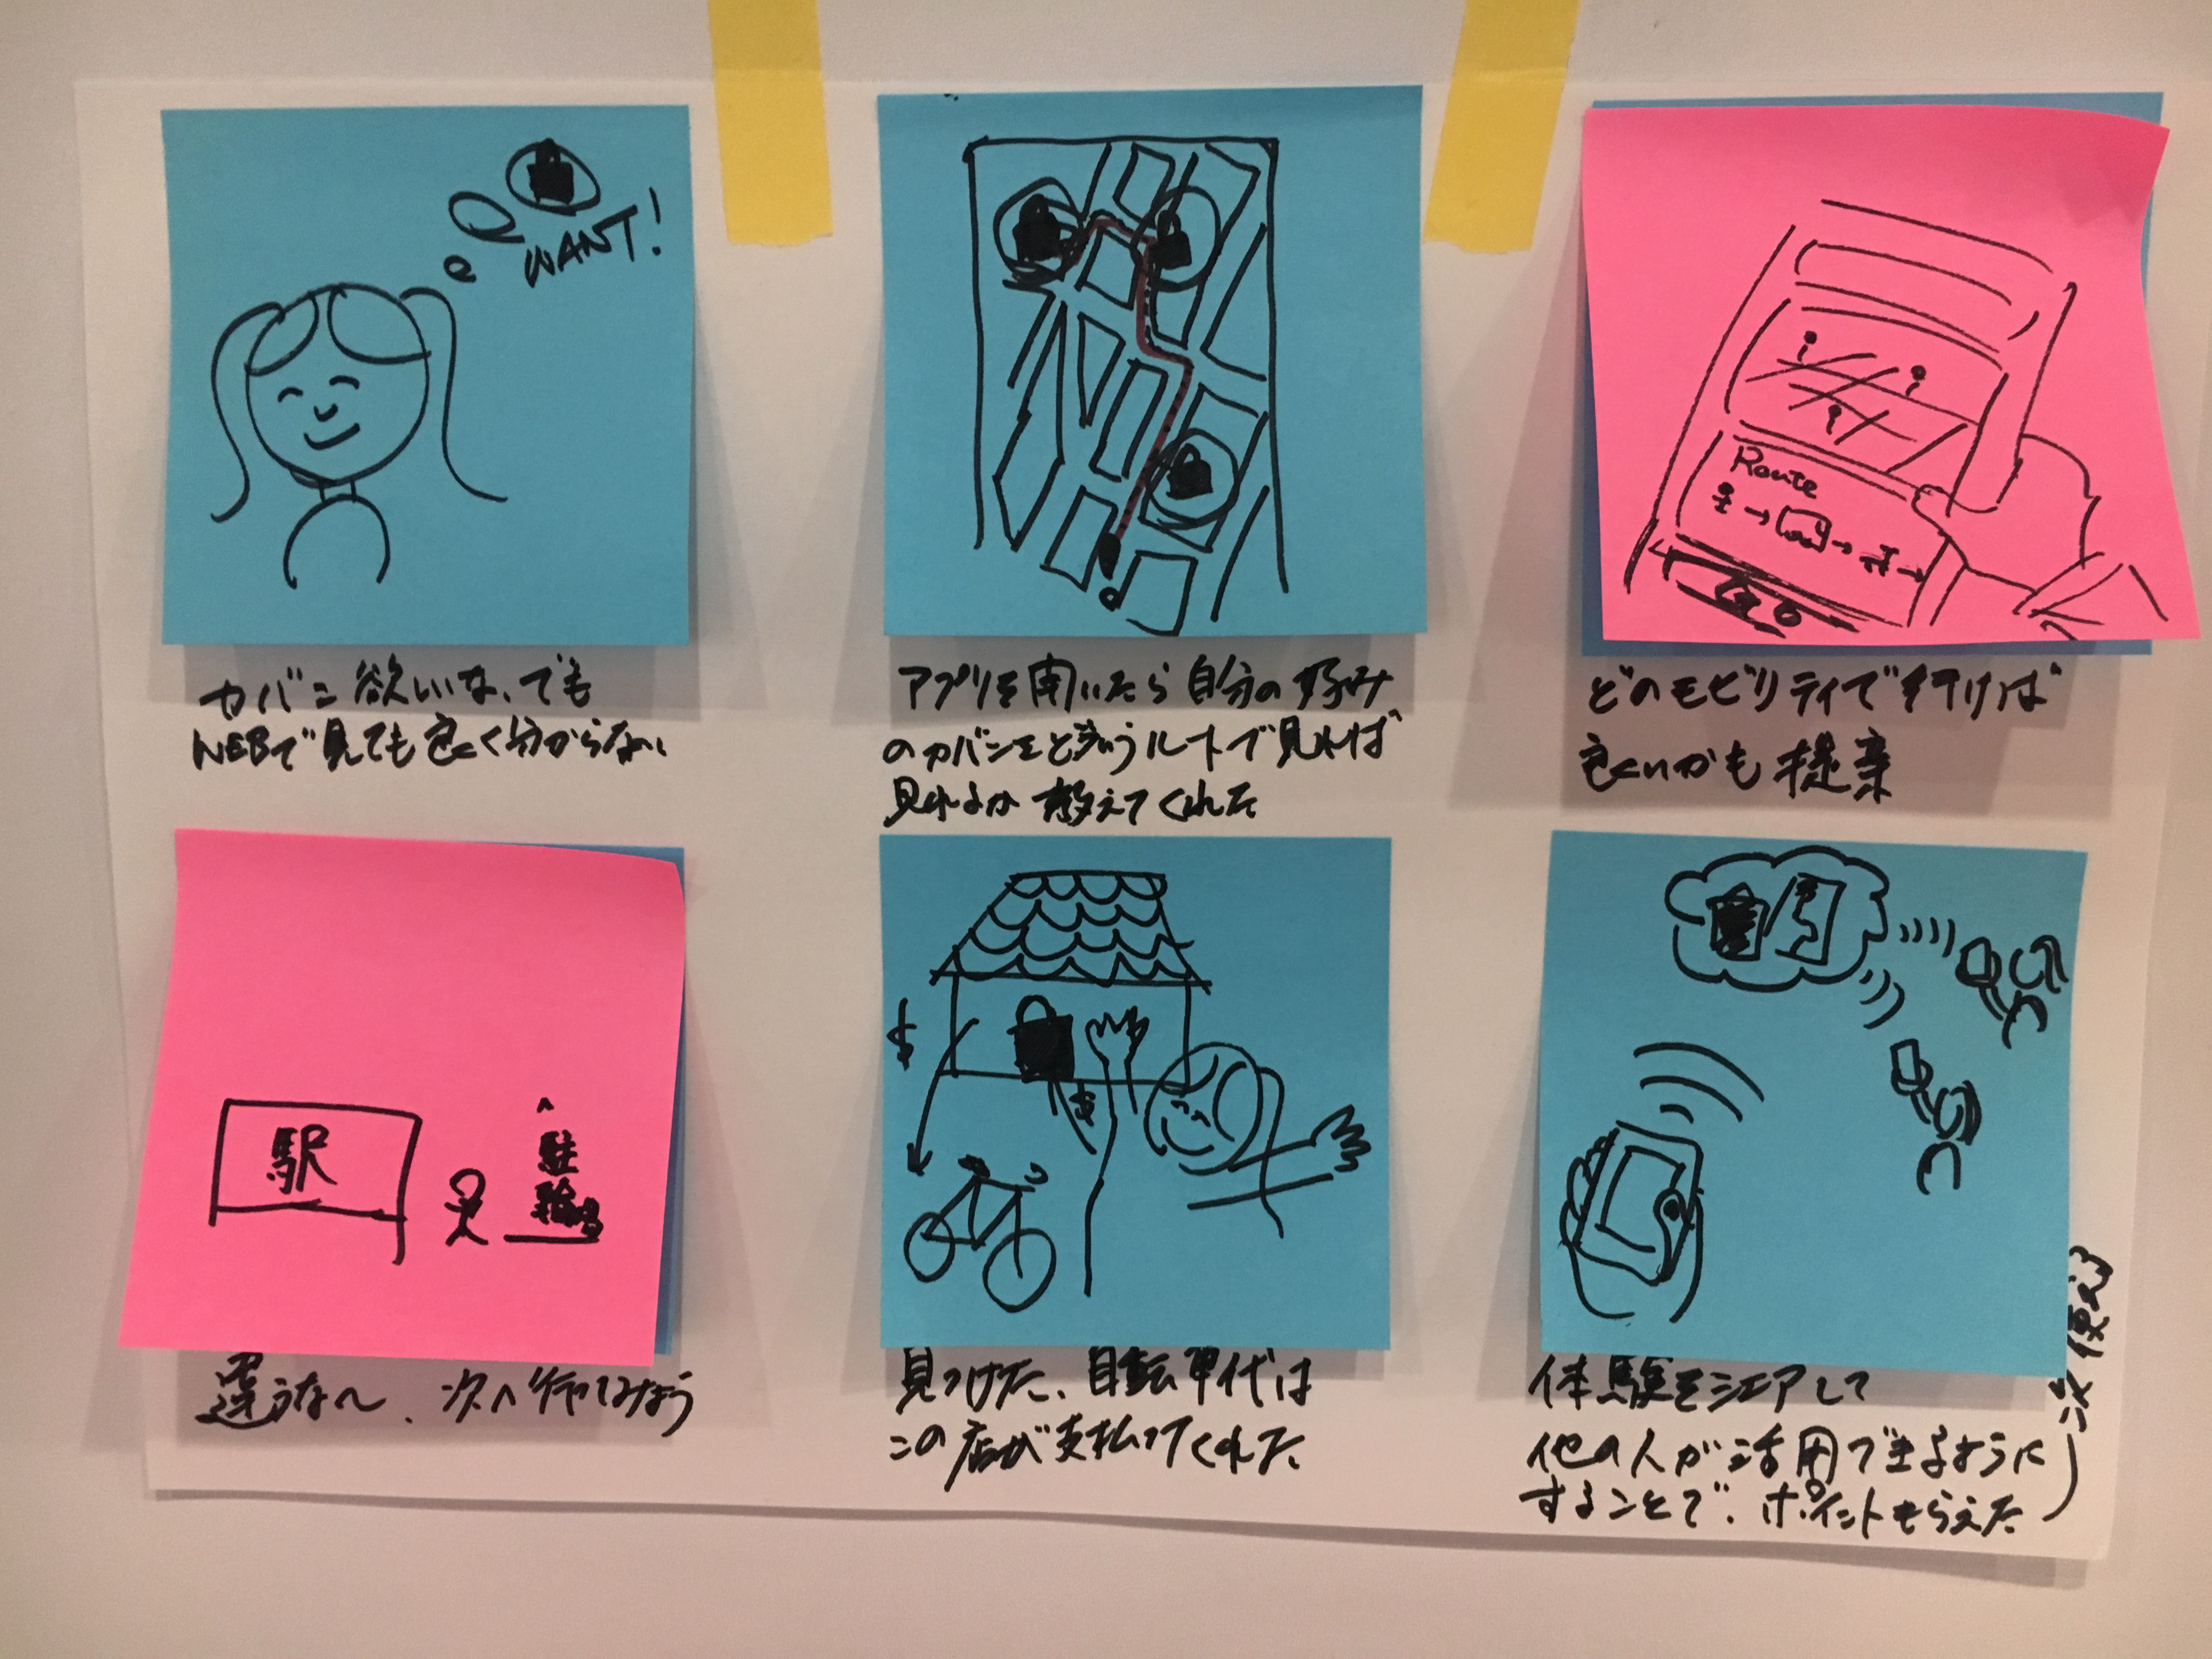 WANT!
カバン欲しいな、でも
WEBで見ても良く分からない
アプリを開いたら自分の好み
のカバンをどういうルートで見れば
見れるか教えてくれた
Route
どのモビリティで行けば
良いかも提案
駅
駐
輪場
違うな〜、次へ行ってみよう
$
$
見つけた、自転車代は
この店が支払ってくれた
体験をシェアして
他の人が活用できるように
することで、ポイントもらえた